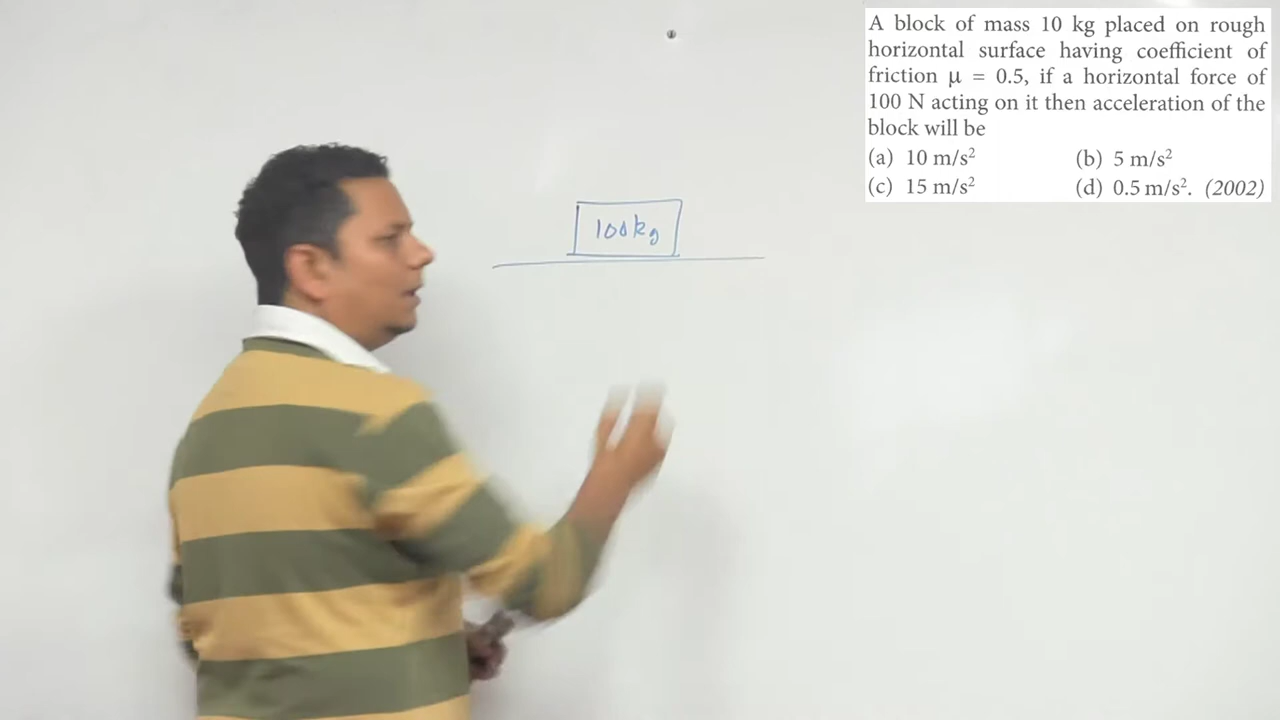 A block of mass 10 kg placed on rough
horizontal surface having coefficient of
friction μ = 0.5, if a horizontal force of
100 N acting on it then acceleration of the
block will be
(a) 10 m/s² (b) 5 m/s²
(c) 15 m/s² (d) 0.5 m/s². (2002)
100kg